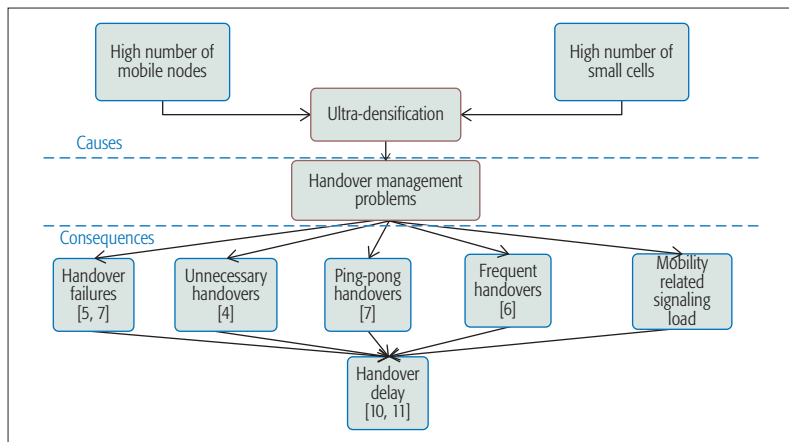 High number of
mobile nodes
High number of
small cells
Ultra-densification
Causes
Handover management
problems
Consequences
Handover
failures
[5, 7]
Unnecessary
handovers
[4]
Ping-pong
handovers
[7]
Frequent
handovers
[6]
Mobility
related
signaling
load
Handover
delay
[10, 11]